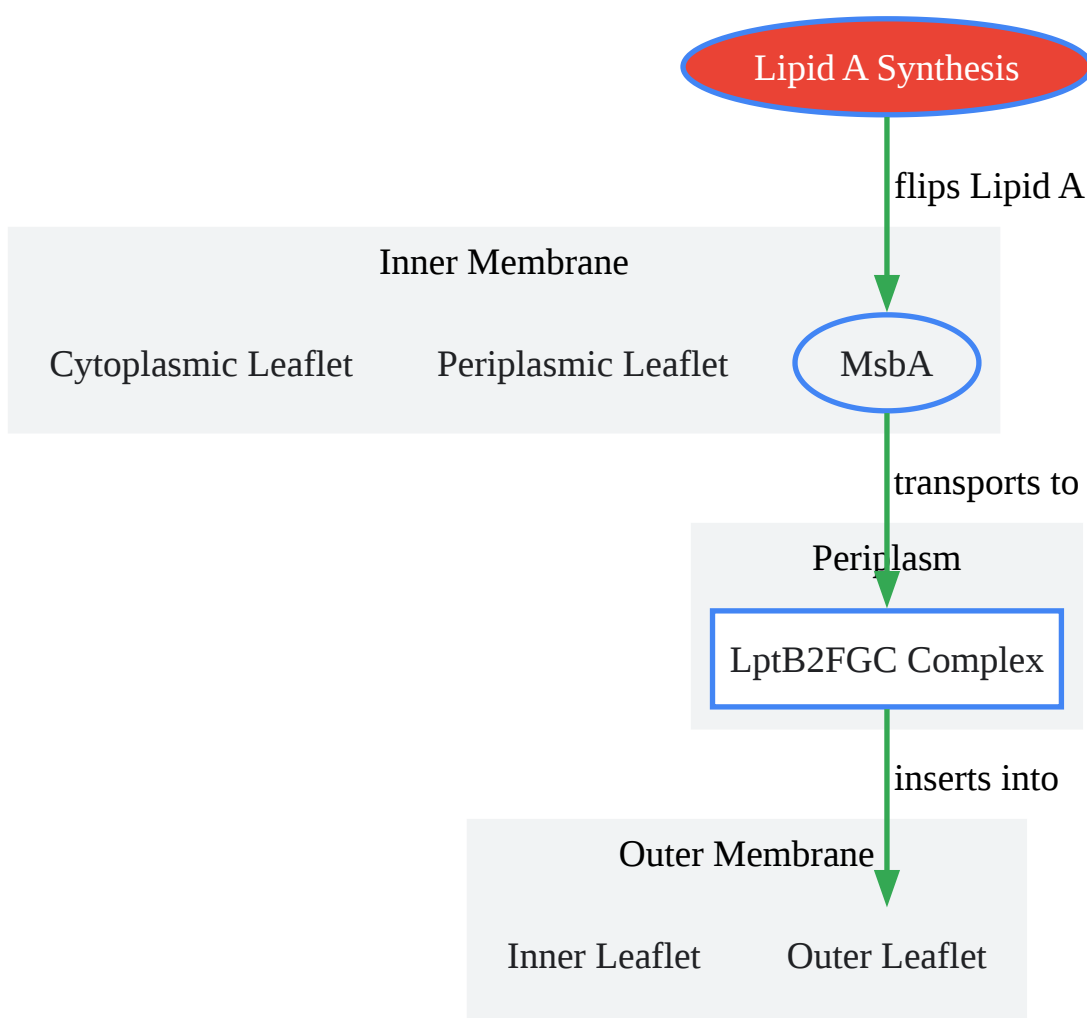 Lipid A Synthesis
flips Lipid A
Inner Membrane
Cytoplasmic Leaflet
Periplasmic Leaflet
MsbA
transports to
Periplasm
LptB2FGC Complex
inserts into
Outer Membrane
Inner Leaflet
Outer Leaflet